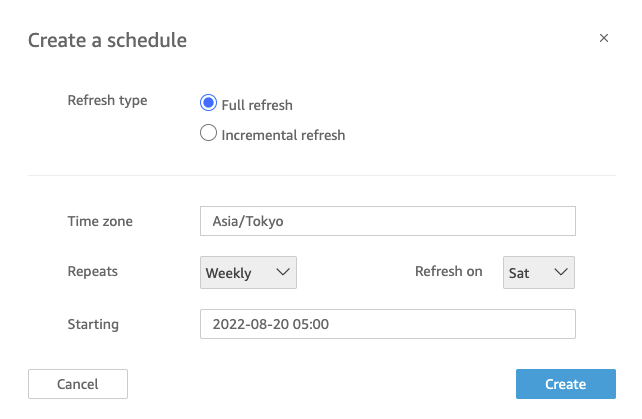 Create a schedule
Refresh type
Full refresh
Incremental refresh
Time zone
Asia/Tokyo
Repeats
Weekly
Refresh on
Sat
Starting
2022-08-20 05:00
Cancel
Create